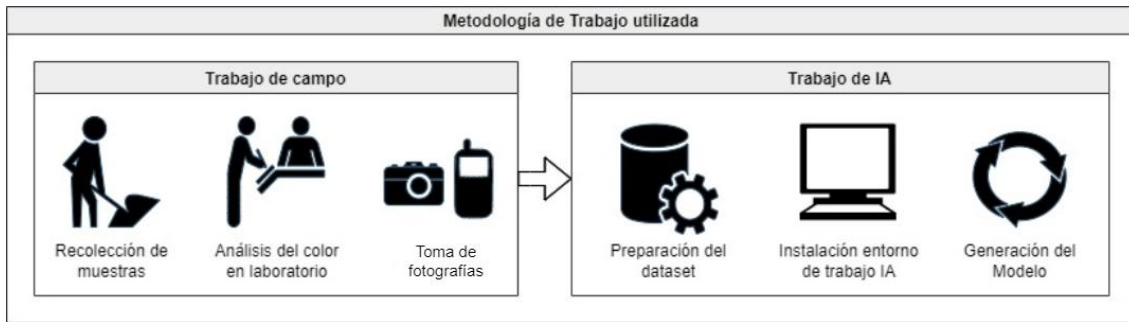 Metodología de Trabajo utilizada
Trabajo de campo
Recolección de
muestras
Análisis del color
en laboratorio
Toma de
fotografías
Trabajo de IA
Preparación del
dataset
Instalación entorno
de trabajo IA
Generación del
Modelo